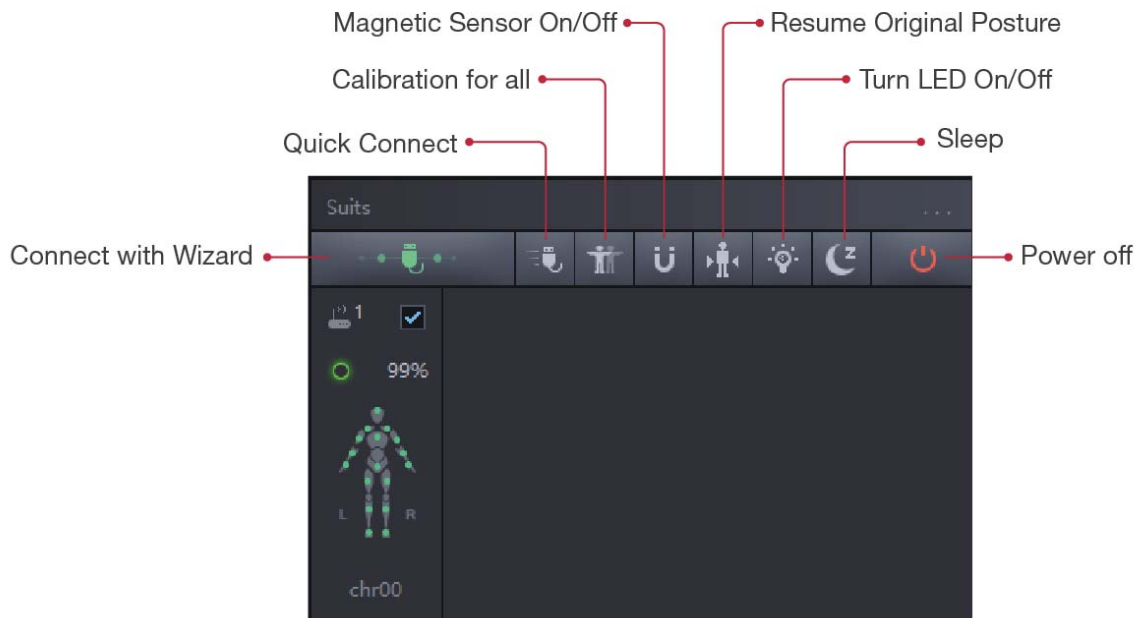 Magnetic Sensor On/Off
Resume Original Posture
Calibration for all
Turn LED On/Off
Quick Connect
Sleep
Suits
...
Connect with Wizard
Z
Power off
1
99%
L
R
chr00